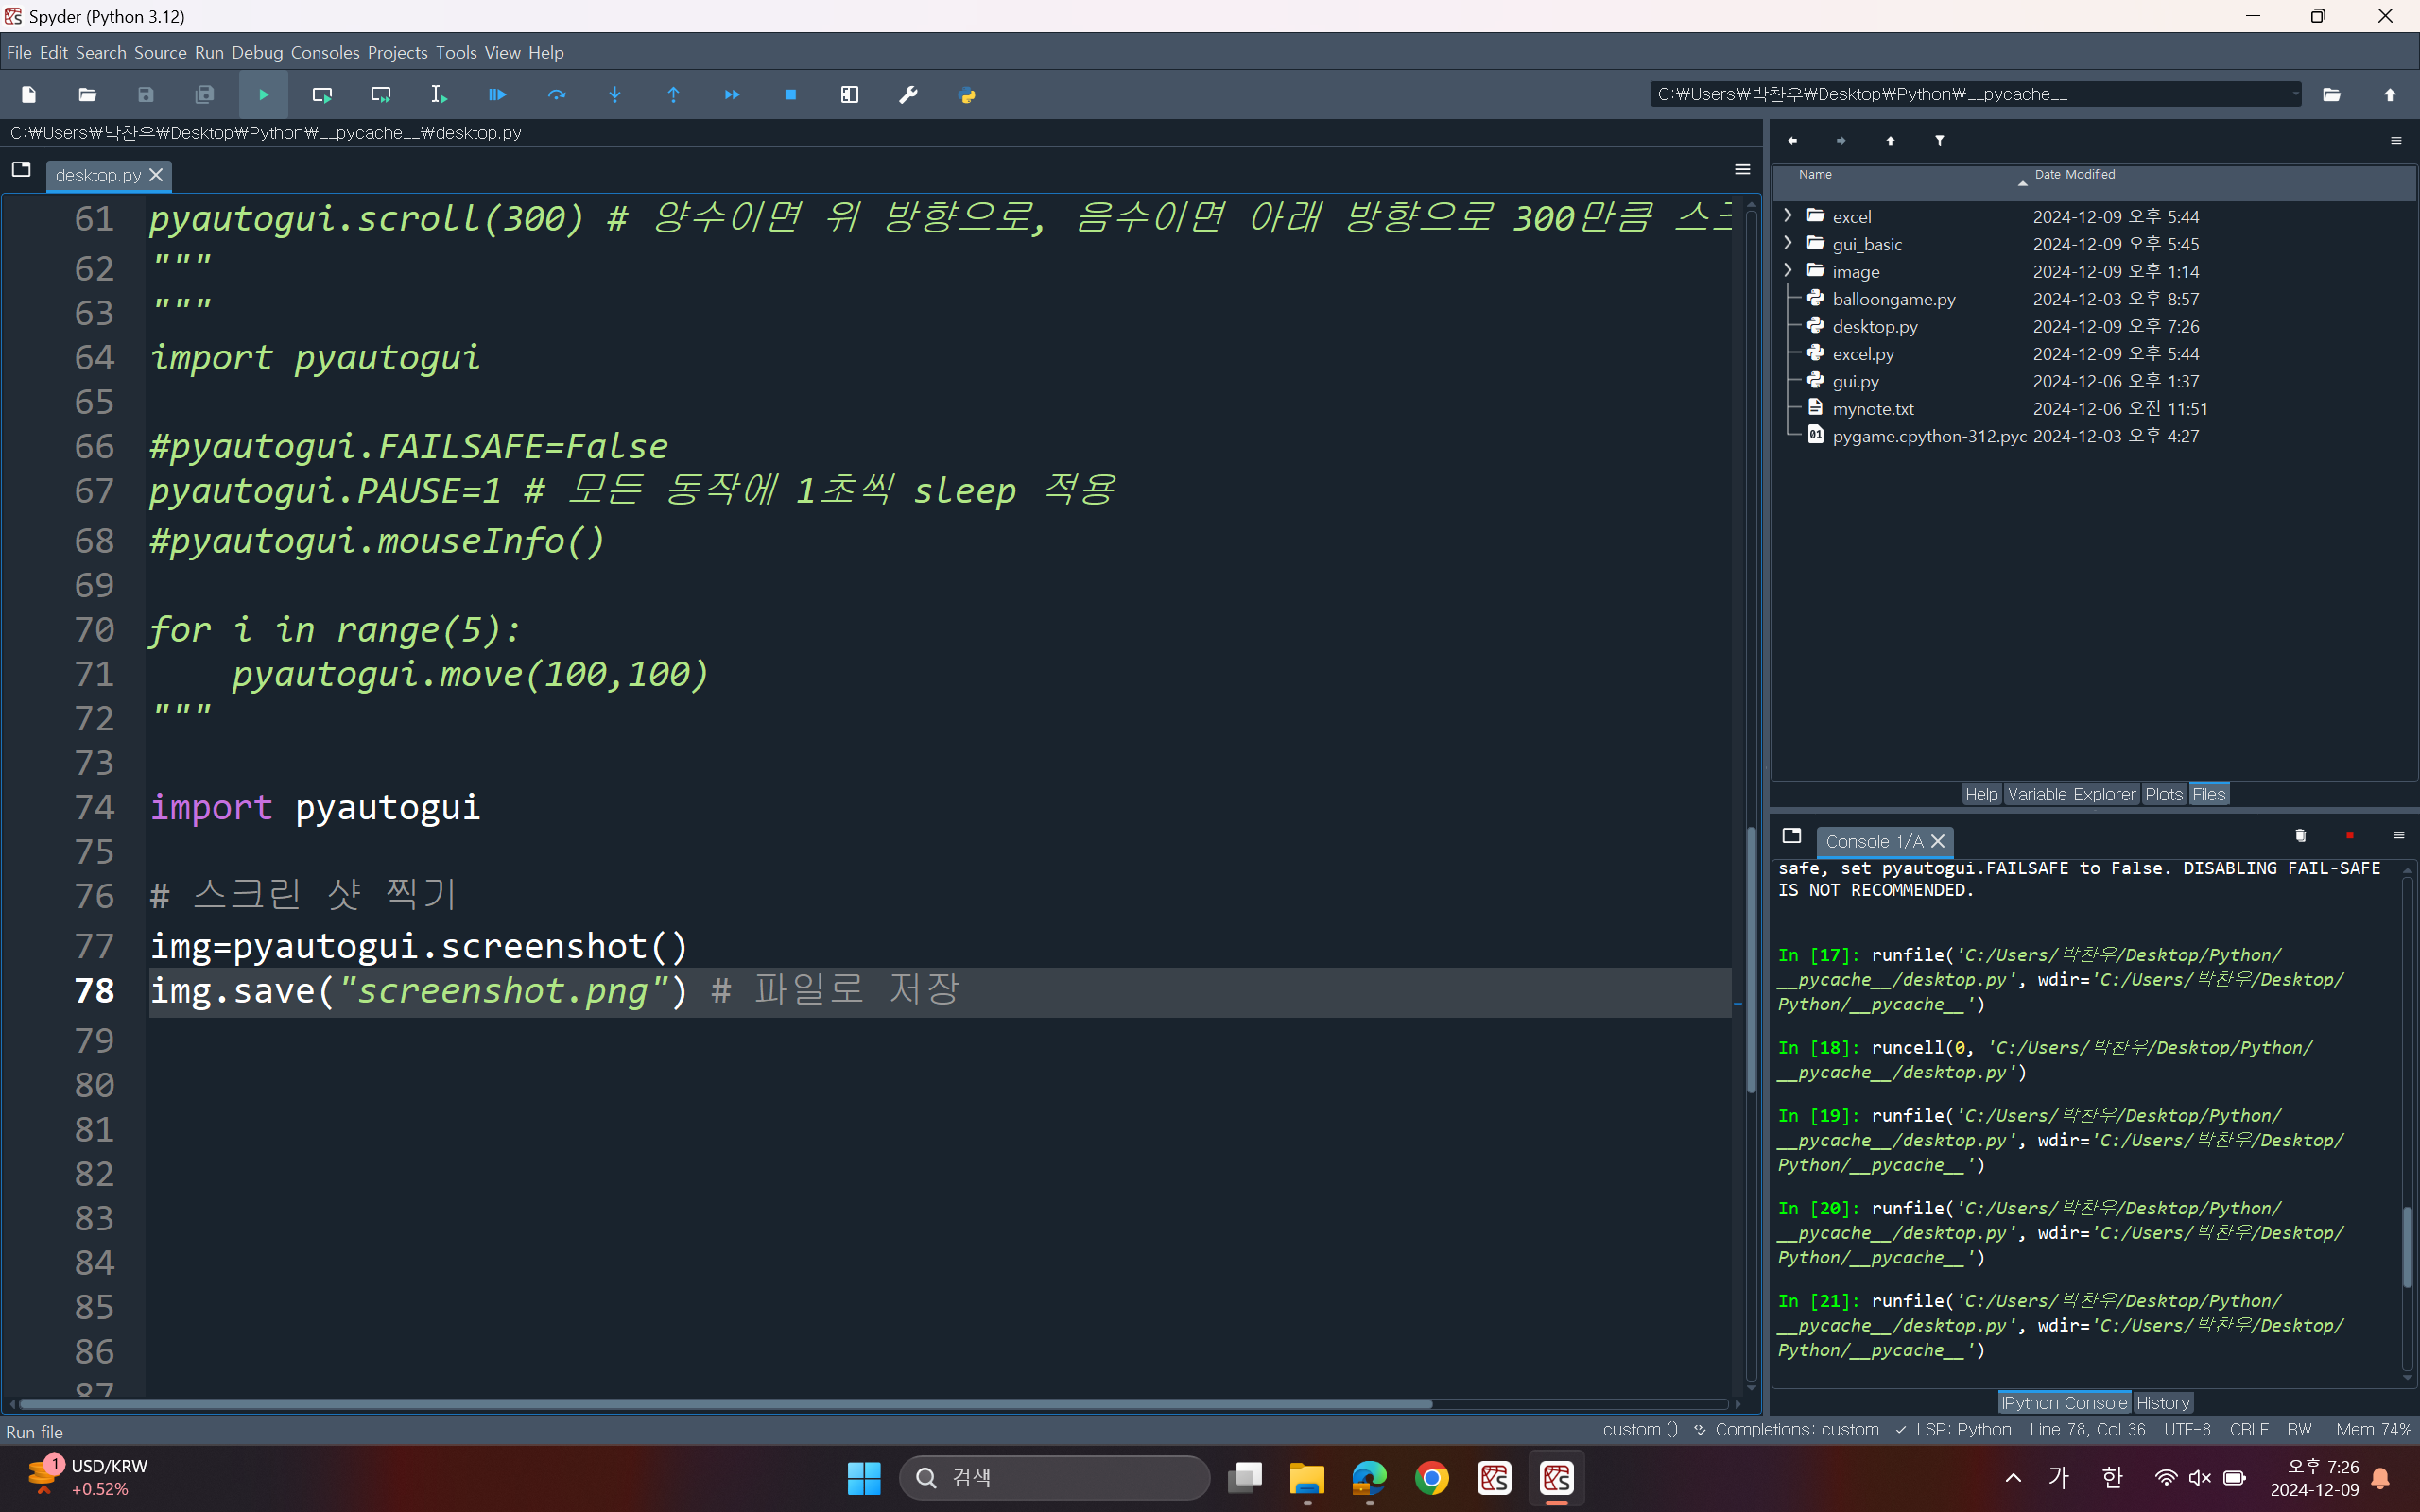 Spyder (Python 3.12)
File Edit Search Source Run Debug Consoles Projects Tools View Help
C:₩Users₩박찬우₩Desktop₩Python₩__pycache__
C:₩Users₩박찬우₩Desktop₩Python₩__pycache__₩desktop.py
desktop.py
61 pyautogui.scroll(300) # 양수이면 위 방향으로, 음수이면 아래 방향으로 300만큼
62 """
63 """
64 import pyautogui
65
66 #pyautogui.FAILSAFE=False
67 pyautogui.PAUSE=1 # 모든 동작에 1초씩 sleep 적용
68 #pyautogui.mouseInfo()
69
70 for i in range(5):
71     pyautogui.move(100,100)
72 """
73
74 import pyautogui
75
76 # 스크린 샷 찍기
77 img=pyautogui.screenshot()
78 img.save("screenshot.png") # 파일로 저장
79
80
81
82
83
84
85
86
87
Run file
Name Date Modified
excel 2024-12-09 오후 5:44
gui_basic 2024-12-09 오후 5:45
image 2024-12-09 오후 1:14
balloongame.py 2024-12-03 오후 8:57
desktop.py 2024-12-09 오후 7:26
excel.py 2024-12-09 오후 5:44
gui.py 2024-12-06 오후 1:37
mynote.txt 2024-12-06 오전 11:51
pygame.cpython-312.pyc 2024-12-03 오후 4:27
Help Variable Explorer Plots Files
Console 1/A
safe, set pyautogui.FAILSAFE to False. DISABLING FAIL-SAFE
IS NOT RECOMMENDED.
In [17]: runfile('C:/Users/박찬우/Desktop/Python/
__pycache__/desktop.py', wdir='C:/Users/박찬우/Desktop/
Python/__pycache__')
In [18]: runcell(0, 'C:/Users/박찬우/Desktop/Python/
__pycache__/desktop.py')
In [19]: runfile('C:/Users/박찬우/Desktop/Python/
__pycache__/desktop.py', wdir='C:/Users/박찬우/Desktop/
Python/__pycache__')
In [20]: runfile('C:/Users/박찬우/Desktop/Python/
__pycache__/desktop.py', wdir='C:/Users/박찬우/Desktop/
Python/__pycache__')
In [21]: runfile('C:/Users/박찬우/Desktop/Python/
__pycache__/desktop.py', wdir='C:/Users/박찬우/Desktop/
Python/__pycache__')
IPython Console History
custom () Completions: custom LSP: Python Line 78, Col 36 UTF-8 CRLF RW Mem 74%
1
USD/KRW
+0.52%
검색
가 한
오후 7:26
2024-12-09